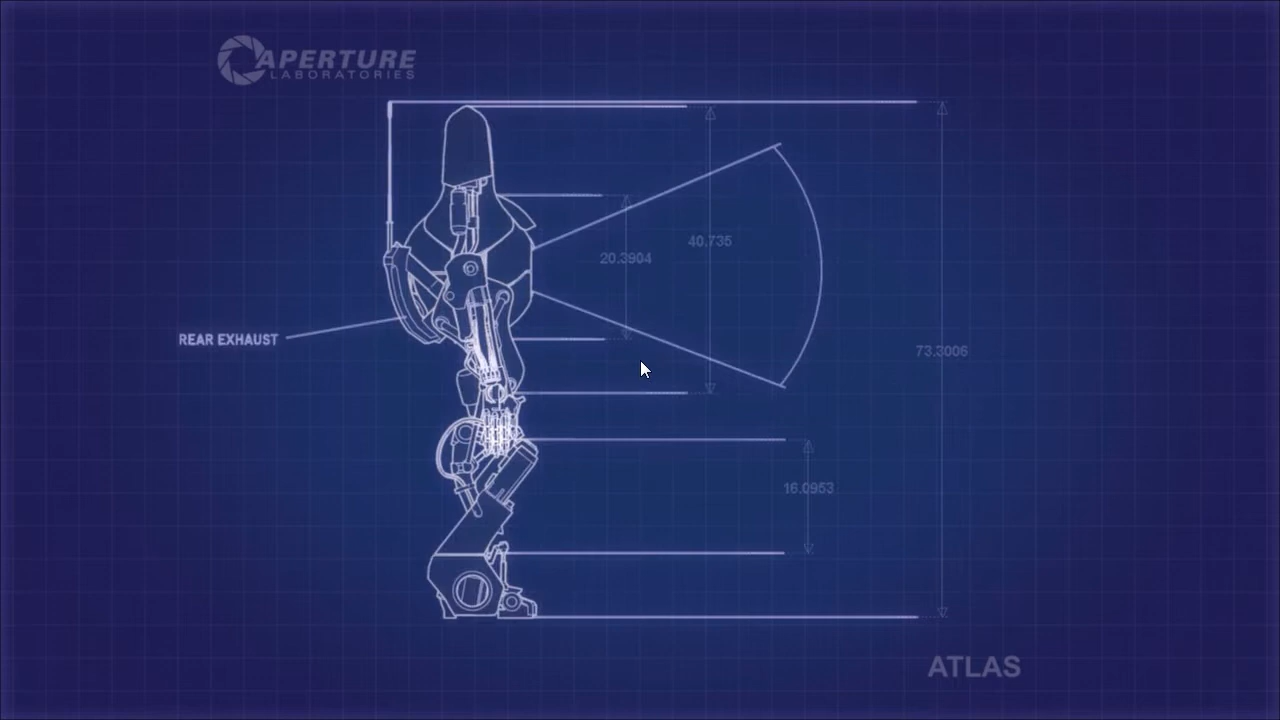 APERTURE
LABORATORIES
40.735
20.3904
REAR EXHAUST
73.3006
16.0953
ATLAS